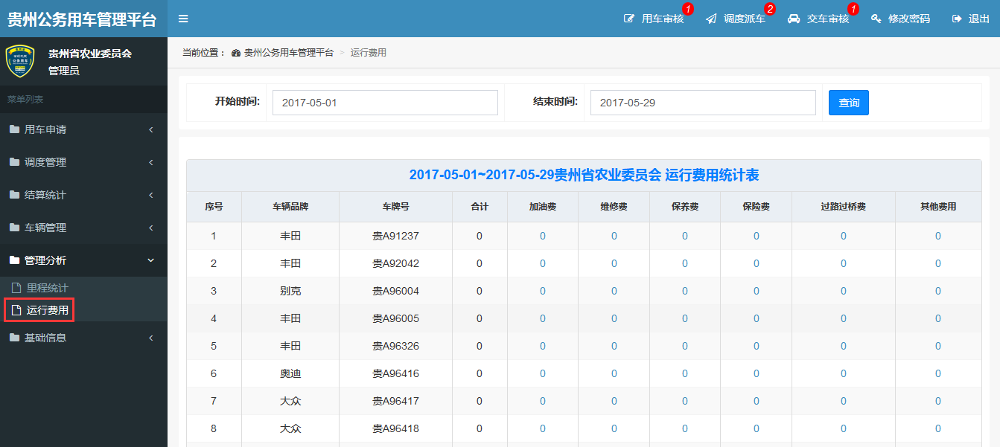 贵州公务用车管理平台
用车审核 1 调度派车 2 交车审核 1 修改密码 退出
贵州省农业委员会
管理员
当前位置： 贵州公务用车管理平台 > 运行费用
菜单列表
用车申请
调度管理
结算统计
车辆管理
管理分析
里程统计
运行费用
基础信息
开始时间: 2017-05-01 结束时间: 2017-05-29 查询
2017-05-01~2017-05-29贵州省农业委员会 运行费用统计表
序号 车辆品牌 车牌号 合计 加油费 维修费 保养费 保险费 过路过桥费 其他费用
1 丰田 贵A91237 0 0 0 0 0 0 0
2 丰田 贵A92042 0 0 0 0 0 0 0
3 别克 贵A96004 0 0 0 0 0 0 0
4 丰田 贵A96005 0 0 0 0 0 0 0
5 丰田 贵A96326 0 0 0 0 0 0 0
6 奥迪 贵A96416 0 0 0 0 0 0 0
7 大众 贵A96417 0 0 0 0 0 0 0
8 大众 贵A96418 0 0 0 0 0 0 0